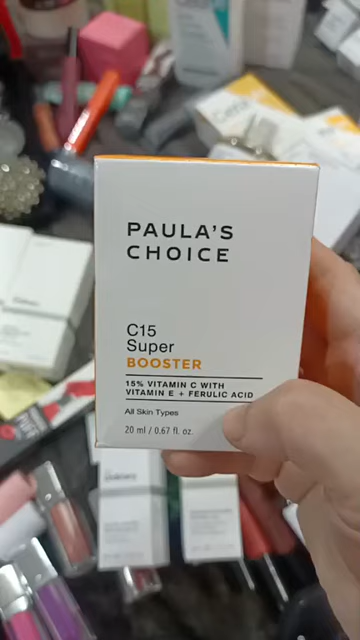 PAULA'S
CHOICE
C15
Super
BOOSTER
15% VITAMIN C WITH
VITAMIN E + FERULIC ACID
All Skin Types
20 ml / 0.67 fl. oz.